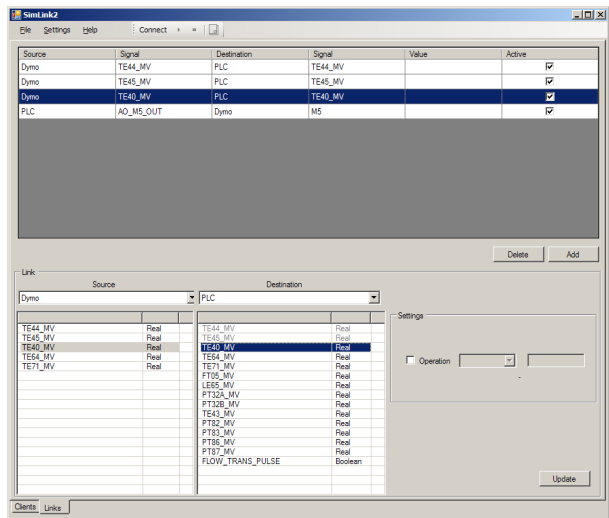 SimLink2
File Settings Help Connect
Source Signal Destination Signal Value Active
Dymo TE44_MV PLC TE44_MV
Dymo TE45_MV PLC TE45_MV
Dymo TE40_MV PLC TE40_MV
PLC AO_M5_OUT Dymo M5
Delete Add
Link
Source Destination
Dymo PLC
Settings
TE44_MV Real TE44_MV Real
TE45_MV Real TE45_MV Real
TE40_MV Real TE40_MV Real
TE64_MV Real TE64_MV Real
TE71_MV Real TE71_MV Real
Operation
-
FT05_MV Real
LE65_MV Real
PT32A_MV Real
PT32B_MV Real
TE43_MV Real
PT82_MV Real
PT83_MV Real
PT86_MV Real
PT87_MV Real
FLOW_TRANS_PULSE Boolean
Update
Clients Links